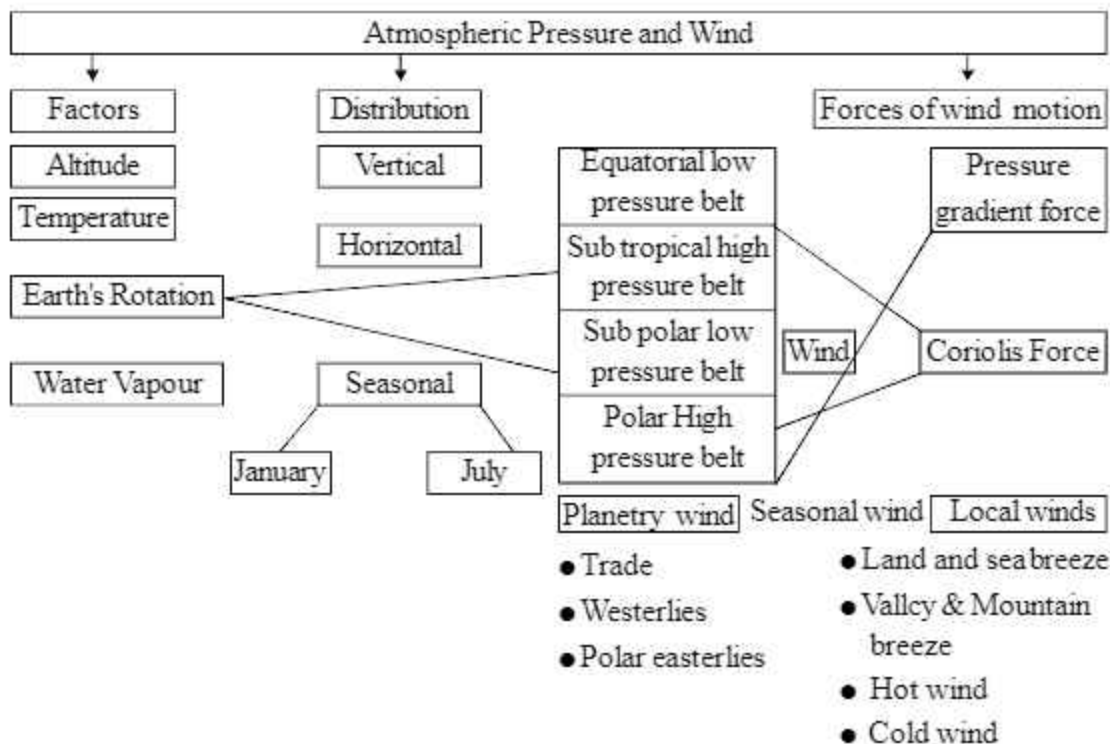 Atmospheric Pressure and Wind
Factors
Distribution
Forces of wind motion
Altitude
Vertical
Equatorial low
pressure belt
Pressure
gradient force
Temperature
Horizontal
Sub tropical high
pressure belt
Earth's Rotation
Sub polar low
pressure belt
Wind
Coriolis Force
Water Vapour
Seasonal
Polar High
pressure belt
January
July
Planetry wind
Seasonal wind
Local winds
● Trade
● Westerlies
● Polar easterlies
● Land and sea breeze
● Vallcy & Mountain
breeze
● Hot wind
● Cold wind